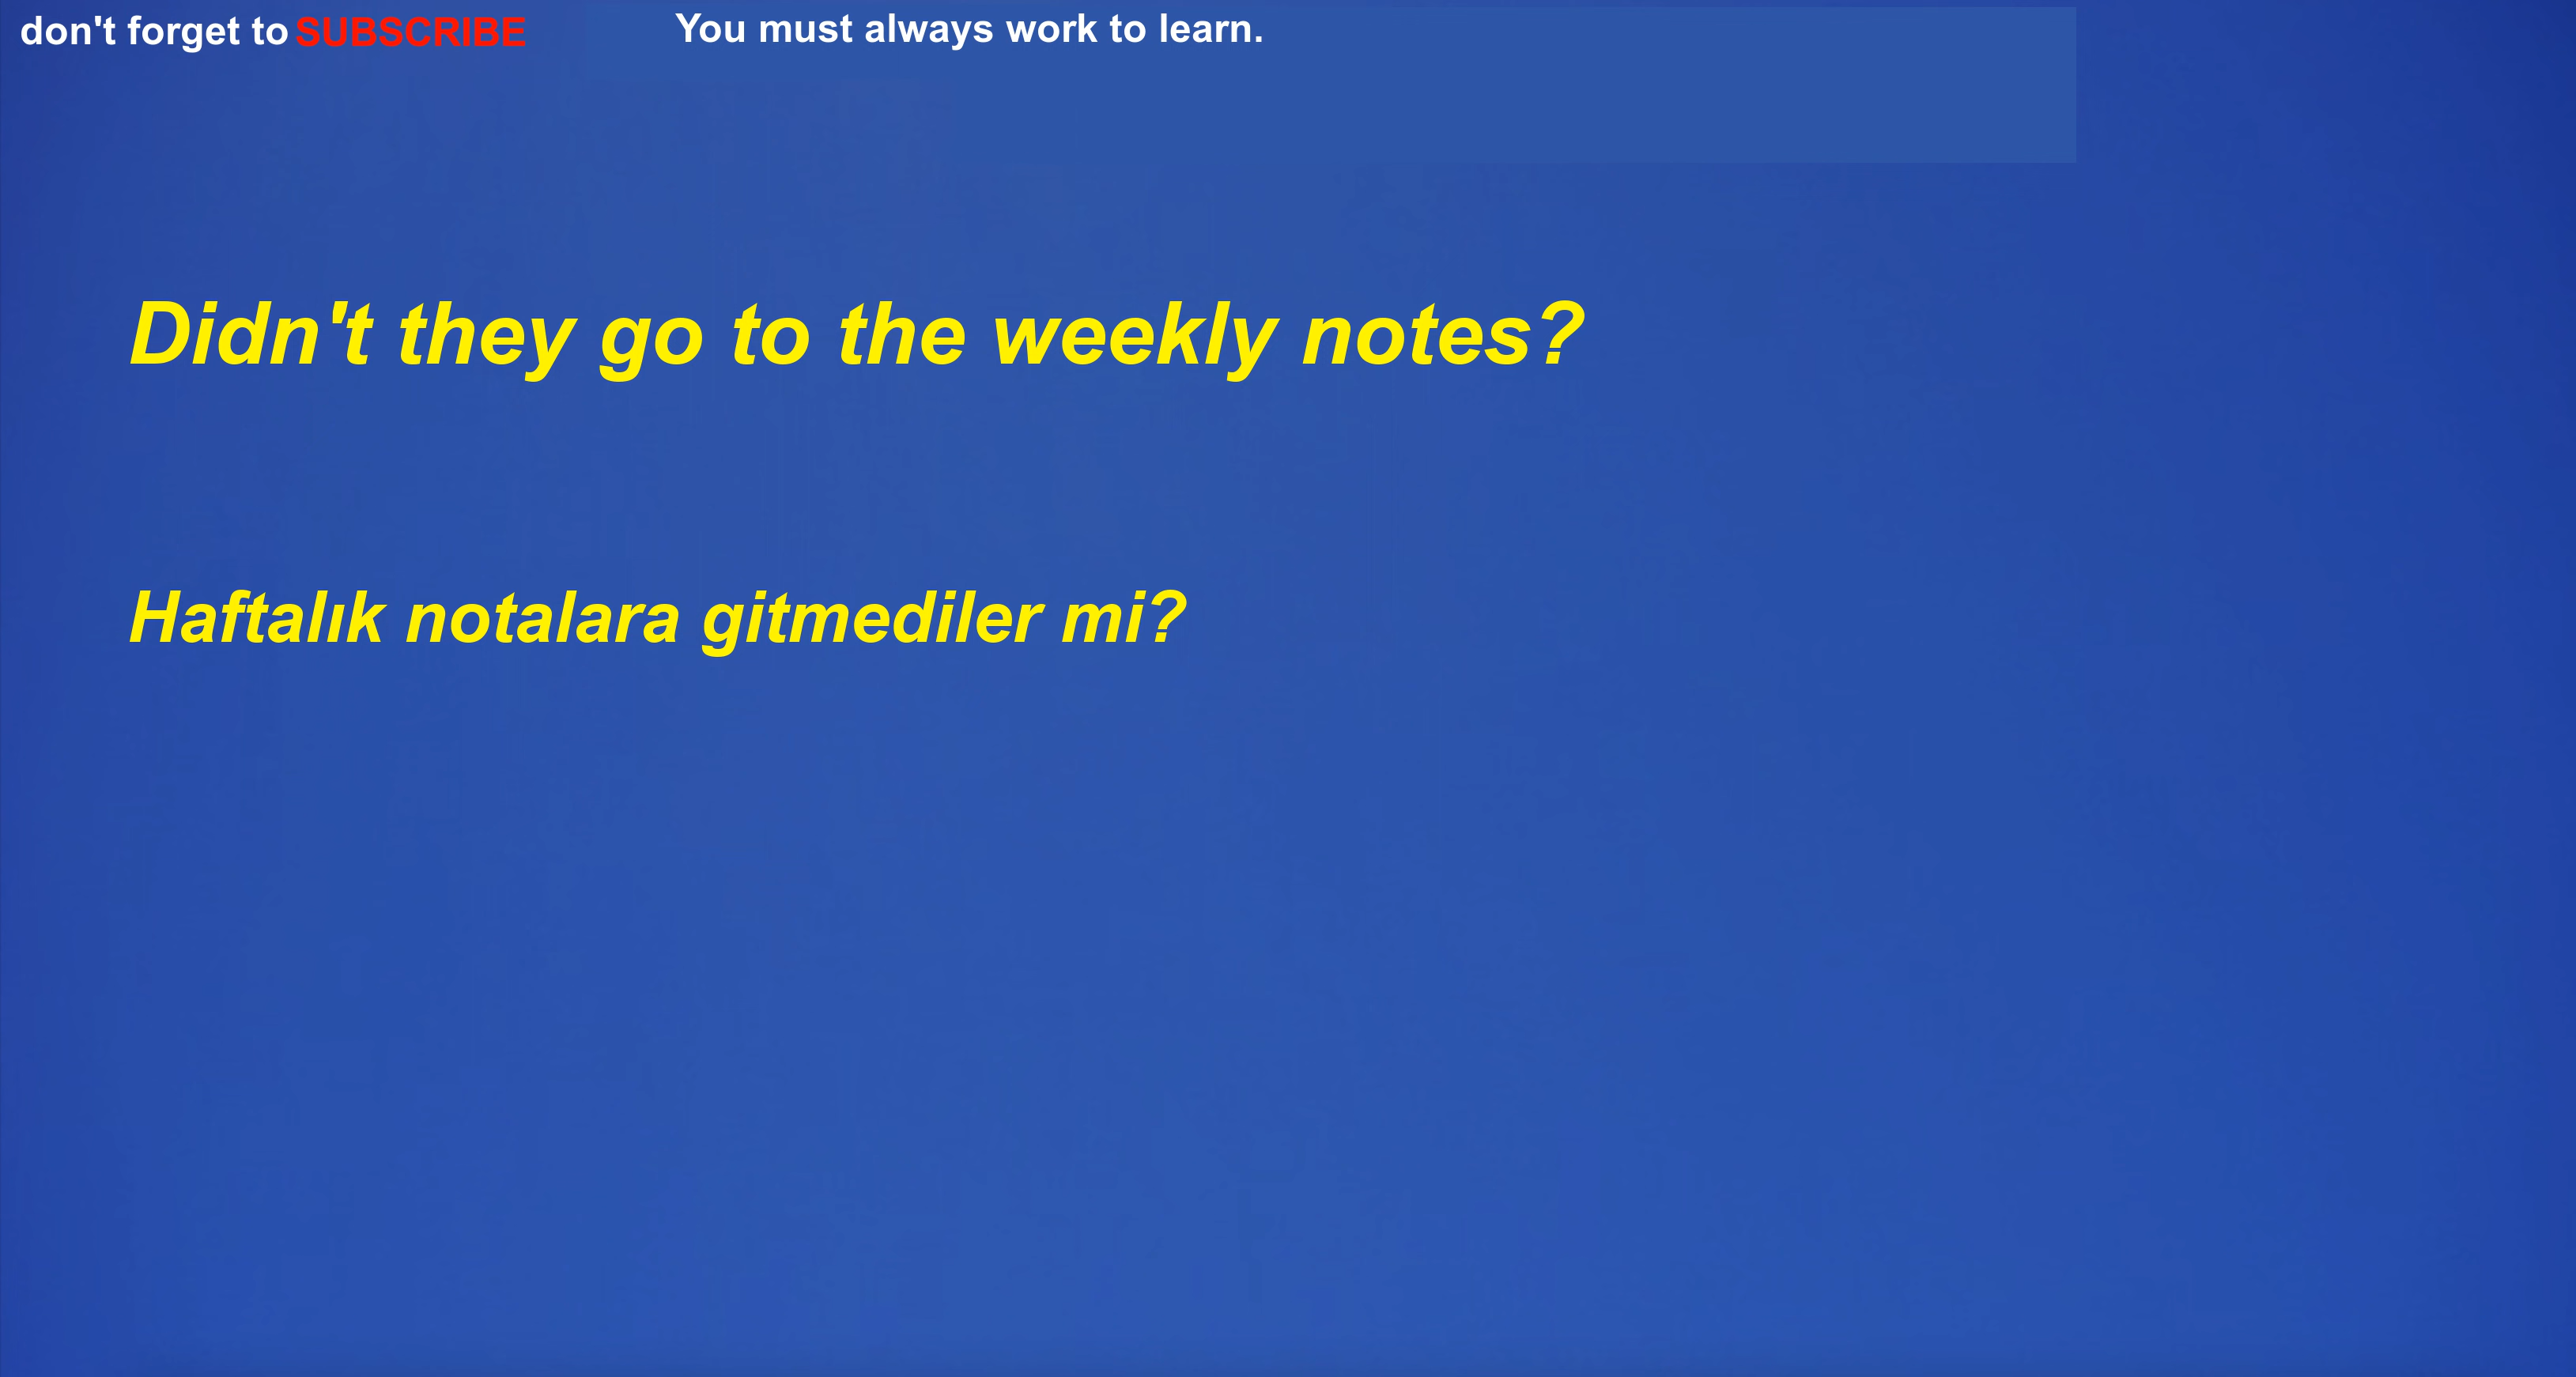 don't forget to SUBSCRIBE
You must always work to learn.
Didn't they go to the weekly notes?
Haftalık notalara gitmediler mi?